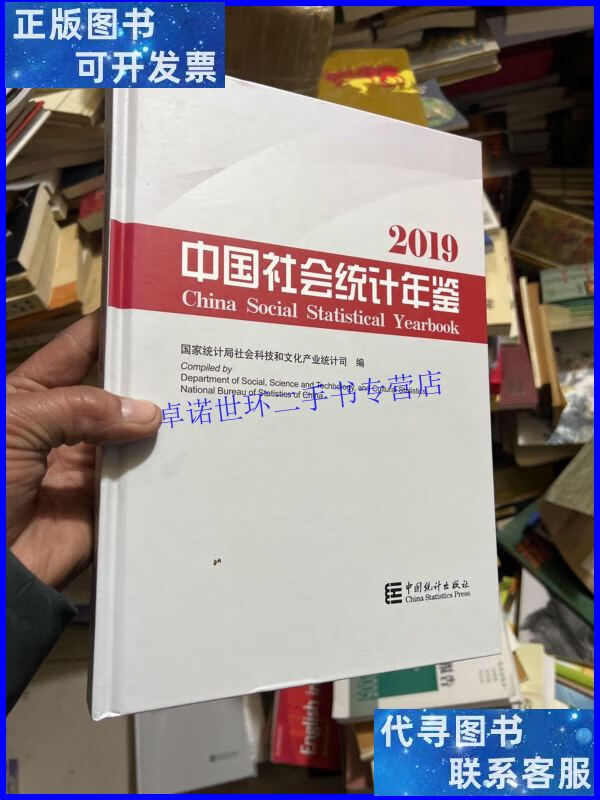 正版图书
可开发票
2019
中国社会统计年鉴
China Social Statistical Yearbook
国家统计局社会科技和文化产业统计司 编
Compiled by
Department of Social, Science and Technology, and Cultural Statistics
National Bureau of Statistics of China
卓诺世环二手书专营店
中国统计出版社
China Statistics Press
English in
报告
代寻图书
联系客服